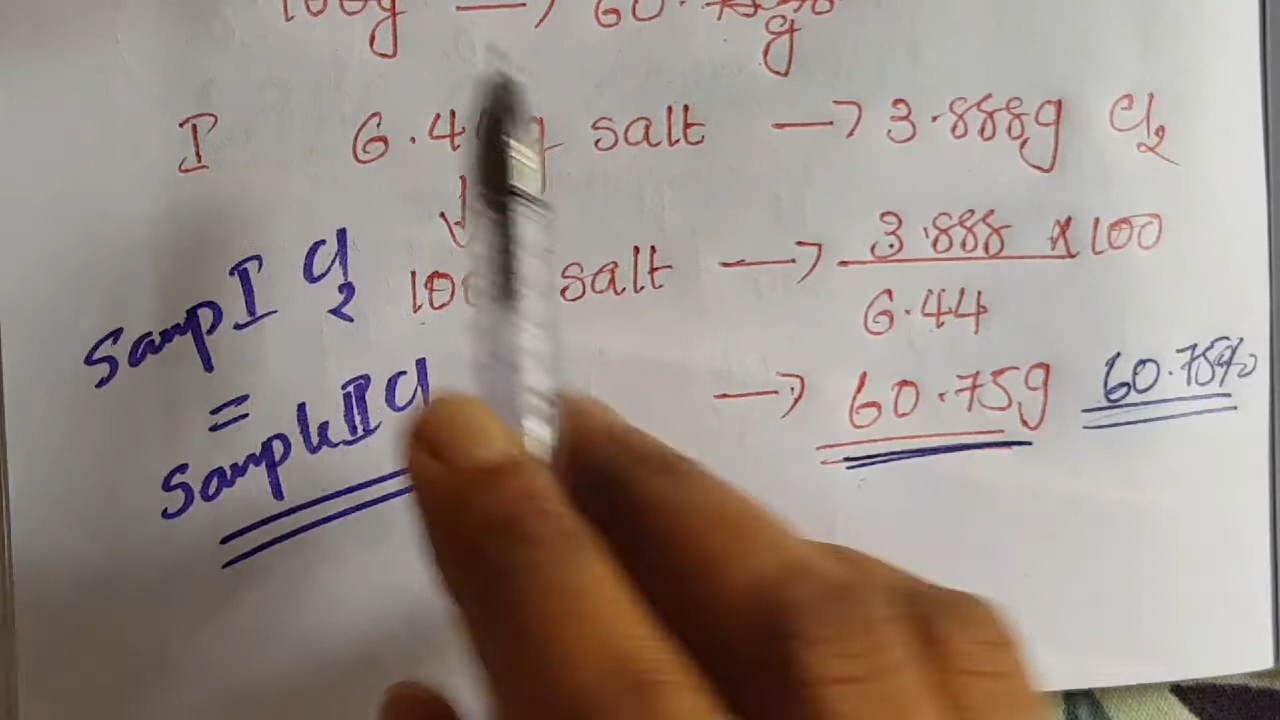 100g → 60.
g
I 6.4 salt → 3.888g Cl2
salt → 3.888 x 100
6.44
→ 60.75g 60.75%
Samp I Cl2
=
Sample II Cl